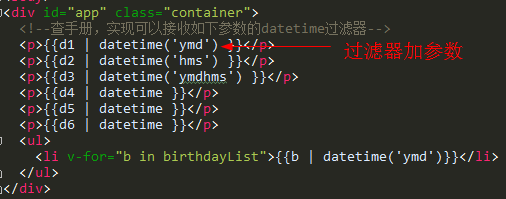 <div id="app" class="container">
<!--查手册，实现可以接收如下参数的datetime过滤器-->
<p>{{d1 | datetime('ymd') }}</p> 过滤器加参数
<p>{{d2 | datetime('hms') }}</p>
<p>{{d3 | datetime('ymdhms') }}</p>
<p>{{d4 | datetime }}</p>
<p>{{d5 | datetime }}</p>
<p>{{d6 | datetime }}</p>
<ul>
<li v-for="b in birthdayList">{{b | datetime('ymd')}}</li>
</ul>
</div>